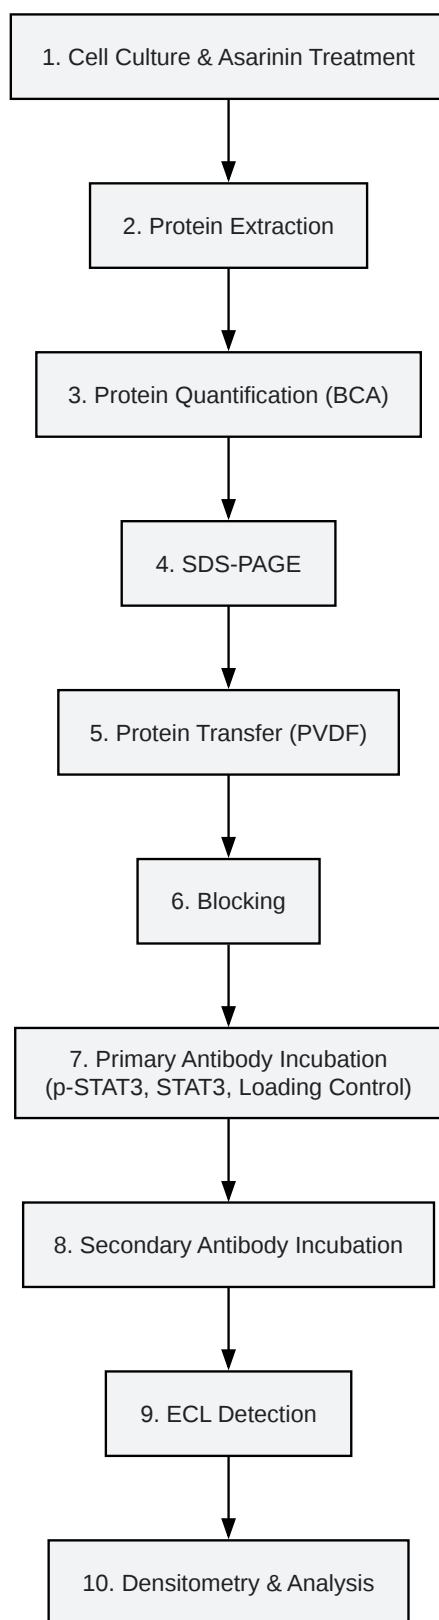 1. Cell Culture & Asarinin Treatment
2. Protein Extraction
3. Protein Quantification (BCA)
4. SDS-PAGE
5. Protein Transfer (PVDF)
6. Blocking
7. Primary Antibody Incubation
(p-STAT3, STAT3, Loading Control)
8. Secondary Antibody Incubation
9. ECL Detection
10. Densitometry & Analysis